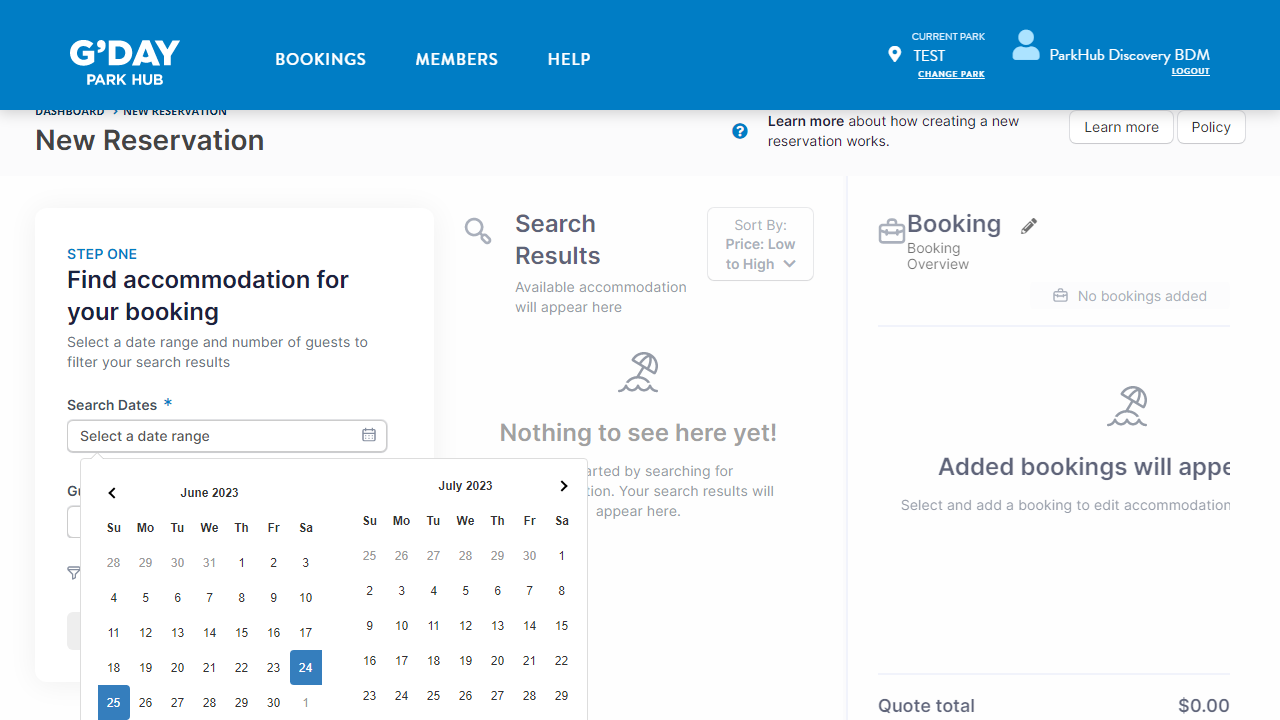 G'DAY
PARK HUB
BOOKINGS
MEMBERS
HELP
CURRENT PARK
TEST
CHANGE PARK
ParkHub Discovery BDM
LOGOUT
DASHBOARD > NEW RESERVATION
New Reservation
Learn more about how creating a new
reservation works.
Learn more
Policy
STEP ONE
Find accommodation for
your booking
Select a date range and number of guests to
filter your search results
Search Dates *
Select a date range
June 2023
Su Mo Tu We Th Fr Sa
28 29 30 31 1 2 3
4 5 6 7 8 9 10
11 12 13 14 15 16 17
18 19 20 21 22 23 24
25 26 27 28 29 30 1
July 2023
Su Mo Tu We Th Fr Sa
25 26 27 28 29 30 1
2 3 4 5 6 7 8
9 10 11 12 13 14 15
16 17 18 19 20 21 22
23 24 25 26 27 28 29
Search
Results
Available accommodation
will appear here
Sort By:
Price: Low
to High
Nothing to see here yet!
by searching for
Your search results will
appear here.
Booking
Booking
Overview
No bookings added
Added bookings will appe
Select and add a booking to edit accommodation
Quote total
$0.00